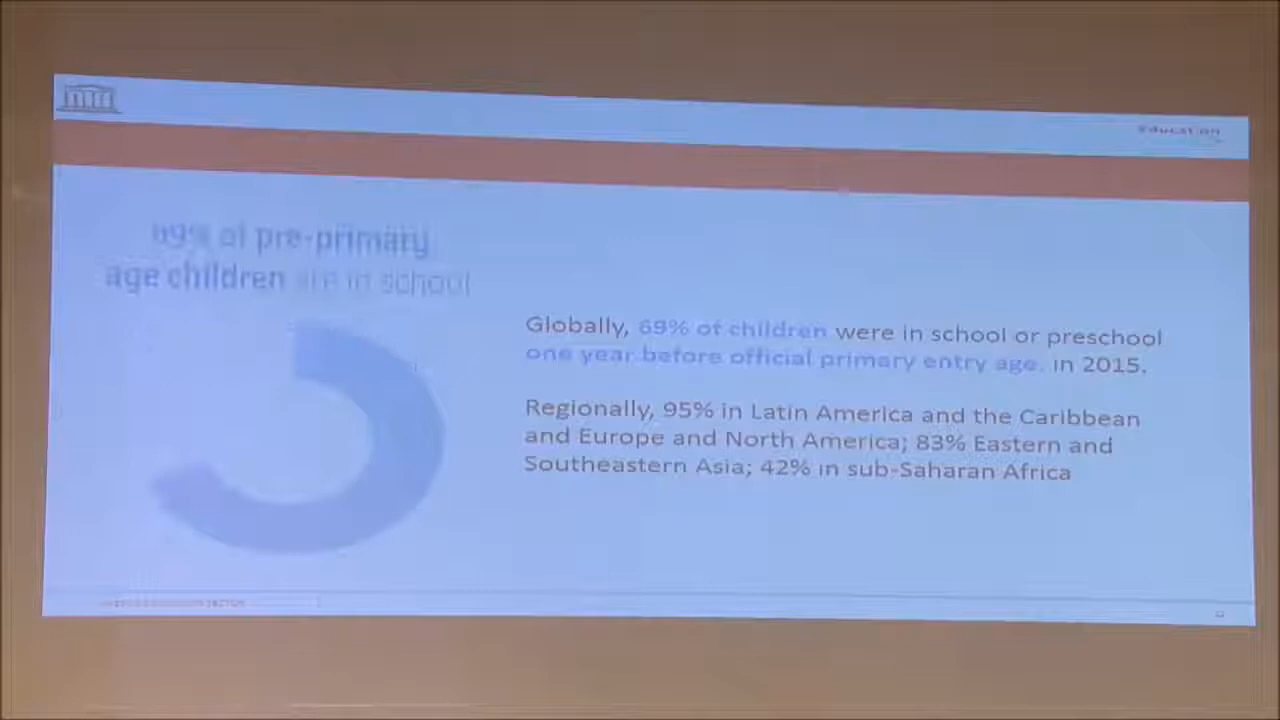 Education
69% of pre-primary
age children are in school
Globally, 69% of children were in school or preschool
one year before official primary entry age. in 2015.
Regionally, 95% in Latin America and the Caribbean
and Europe and North America; 83% Eastern and
Southeastern Asia; 42% in sub-Saharan Africa